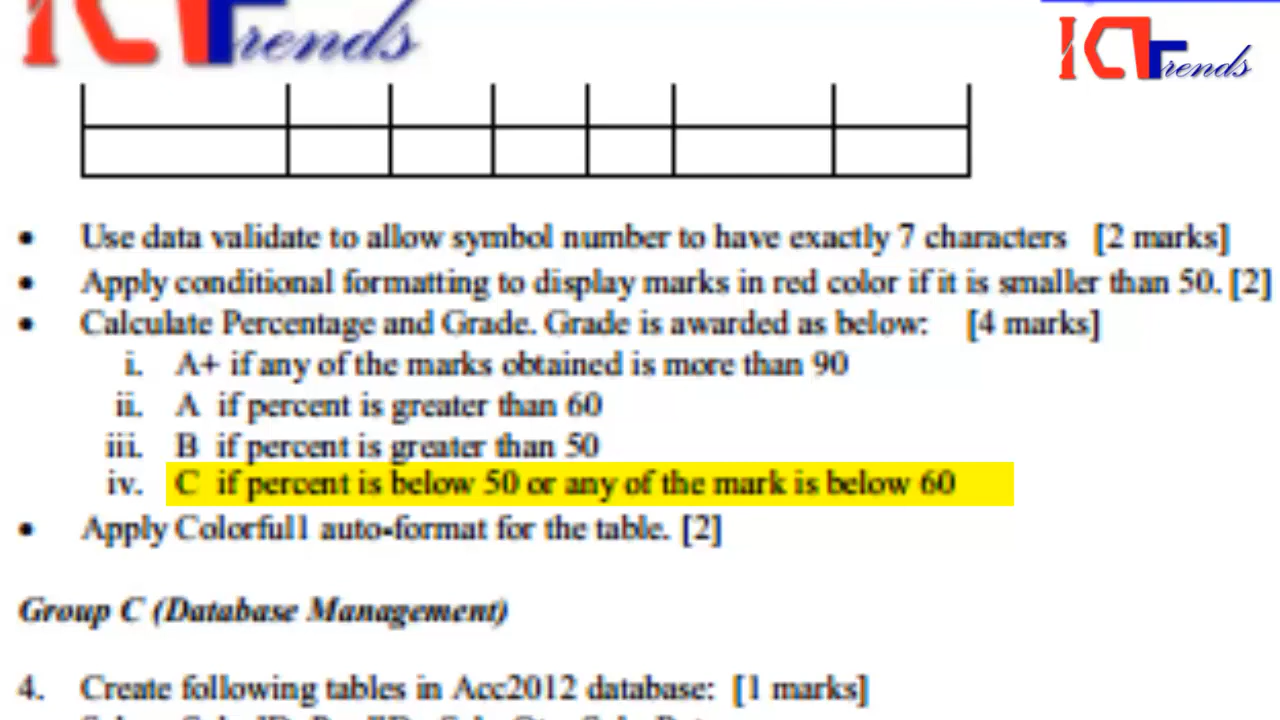 ICTrends
ICTrends
• Use data validate to allow symbol number to have exactly 7 characters [2 marks]
• Apply conditional formatting to display marks in red color if it is smaller than 50. [2]
• Calculate Percentage and Grade. Grade is awarded as below: [4 marks]
i. A+ if any of the marks obtained is more than 90
ii. A if percent is greater than 60
iii. B if percent is greater than 50
iv. C if percent is below 50 or any of the mark is below 60
• Apply Colorfull auto-format for the table. [2]
Group C (Database Management)
4. Create following tables in Acc2012 database: [1 marks]